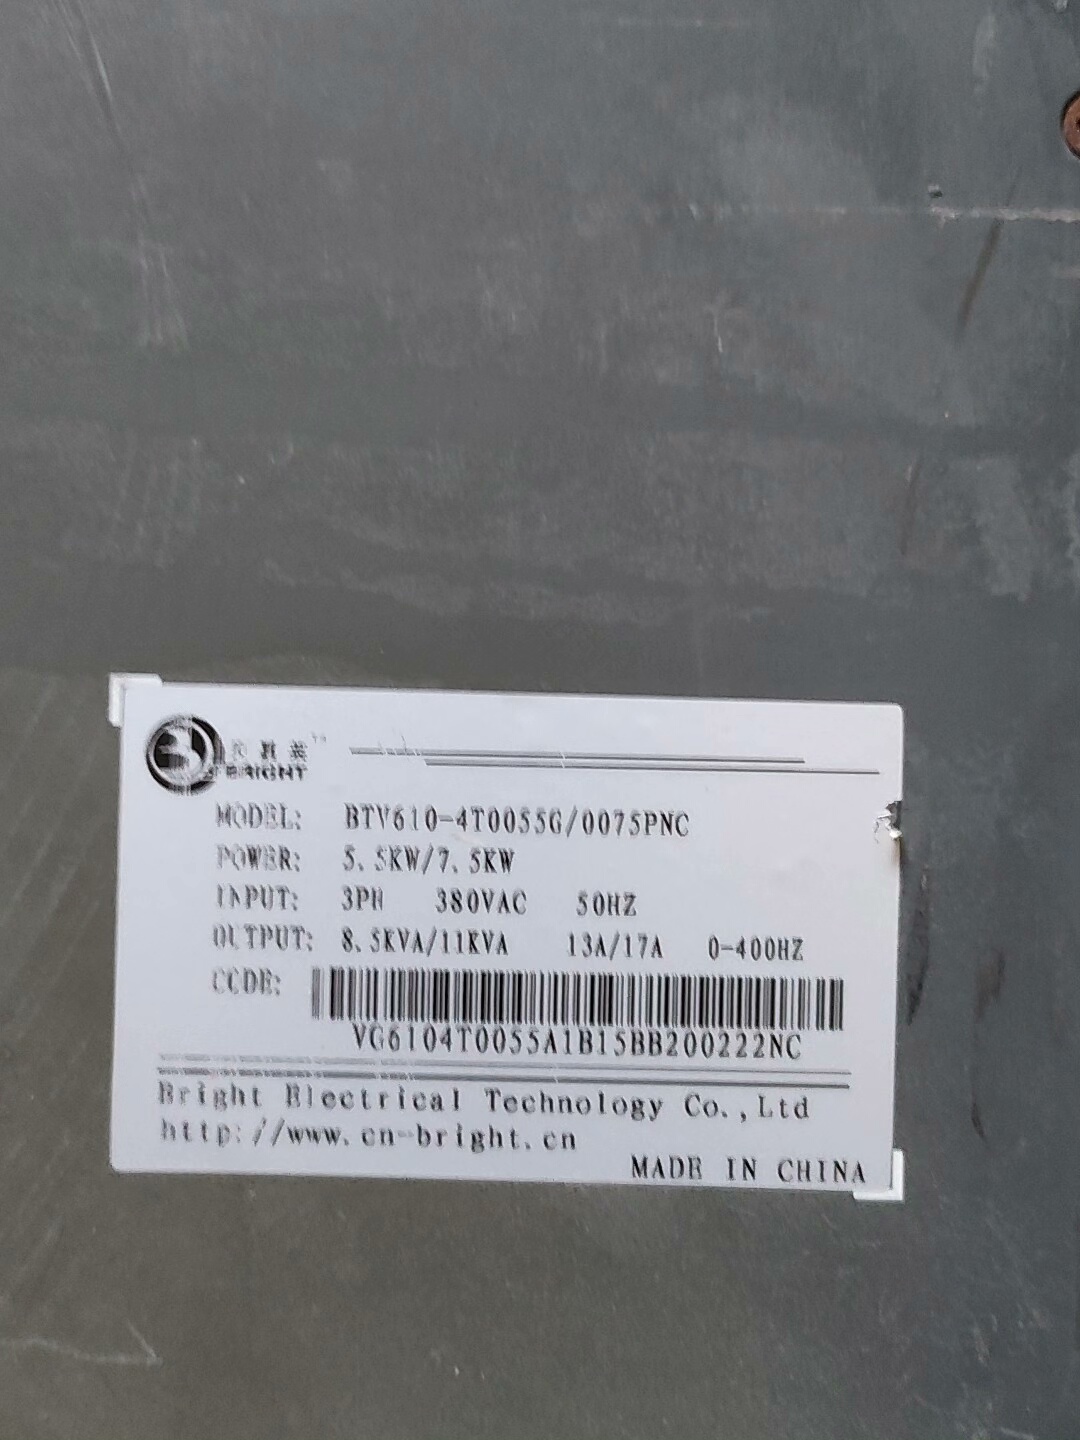 BRIGHT
MODEL: BTV610-4T0055G/0075PNC
POWER: 5.5KW/7.5KW
INPUT: 3PH 380VAC 50HZ
OUTPUT: 8.5KVA/11KVA 13A/17A 0-400HZ
CODE:
VG6104T0055A1B15BB200222NC
Bright Electrical Technology Co.,Ltd
http://www.cn-bright.cn
MADE IN CHINA